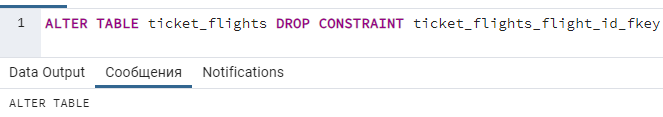 1 ALTER TABLE ticket_flights DROP CONSTRAINT ticket_flights_flight_id_fkey
Data Output Сообщения Notifications
ALTER TABLE